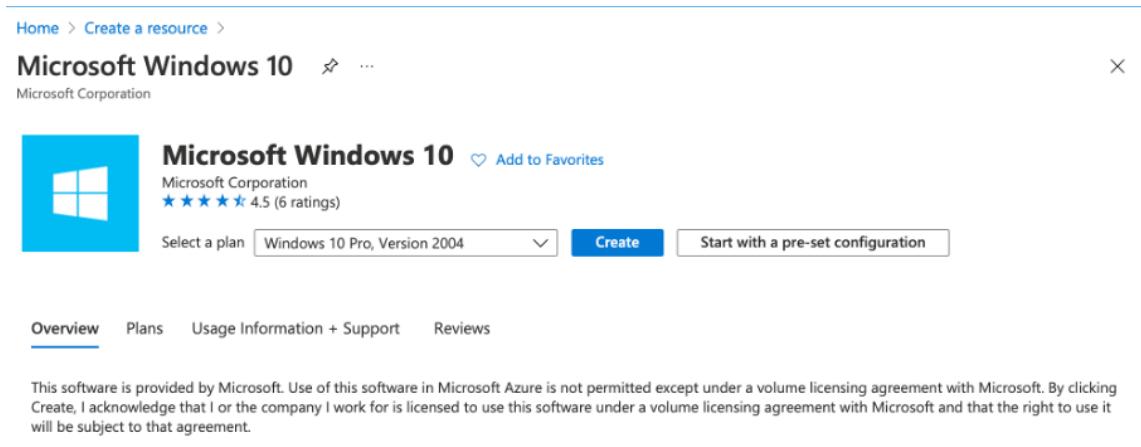 Home > Create a resource >
Microsoft Windows 10 ...
Microsoft Corporation
Microsoft Windows 10 Add to Favorites
Microsoft Corporation
4.5 (6 ratings)
Select a plan Windows 10 Pro, Version 2004 Create Start with a pre-set configuration
Overview Plans Usage Information + Support Reviews
This software is provided by Microsoft. Use of this software in Microsoft Azure is not permitted except under a volume licensing agreement with Microsoft. By clicking
Create, I acknowledge that I or the company I work for is licensed to use this software under a volume licensing agreement with Microsoft and that the right to use it
will be subject to that agreement.